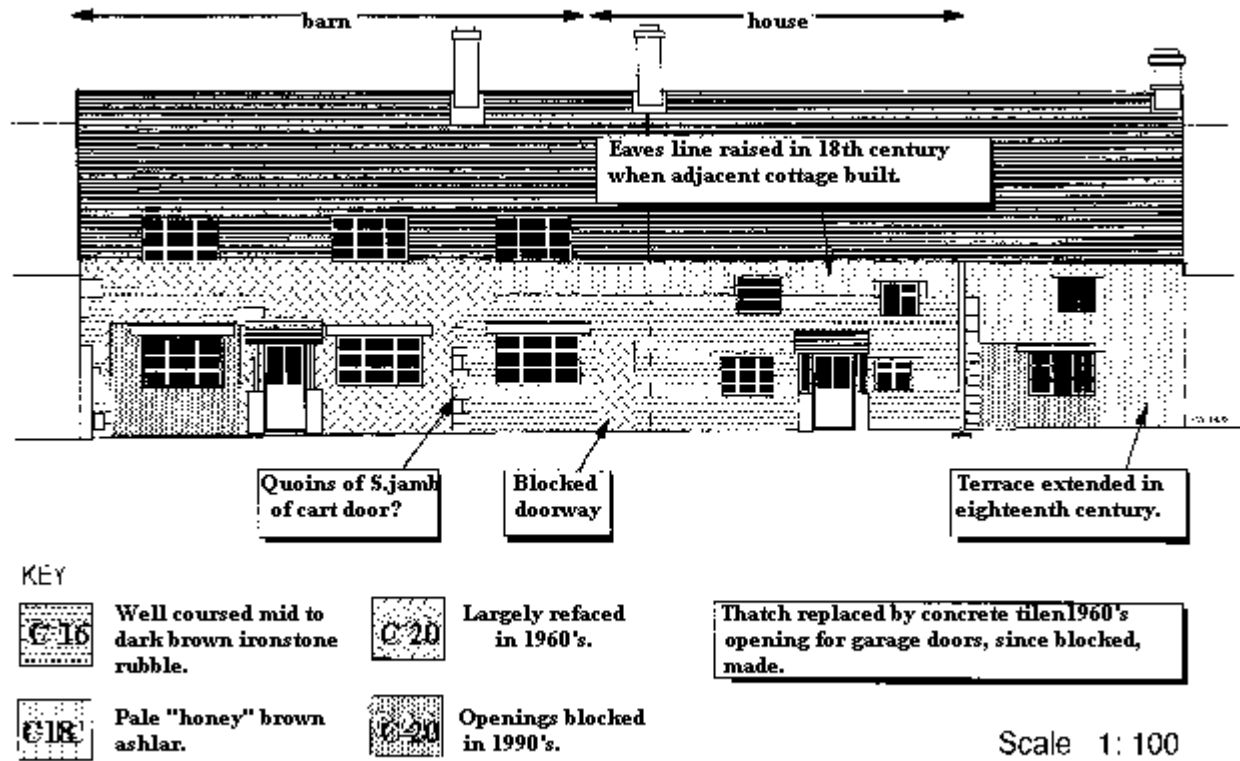 barn
house
Eaves line raised in 18th century
when adjacent cottage built.
Quoins of S.jamb
of cart door?
Blocked
doorway
Terrace extended in
eighteenth century.
KEY
C 16
Well coursed mid to
dark brown ironstone
rubble.
C 20
Largely refaced
in 1960's.
C 18
Pale "honey" brown
ashlar.
C 20
Openings blocked
in 1990's.
Thatch replaced by concrete tilen1960's
opening for garage doors, since blocked,
made.
Scale 1: 100